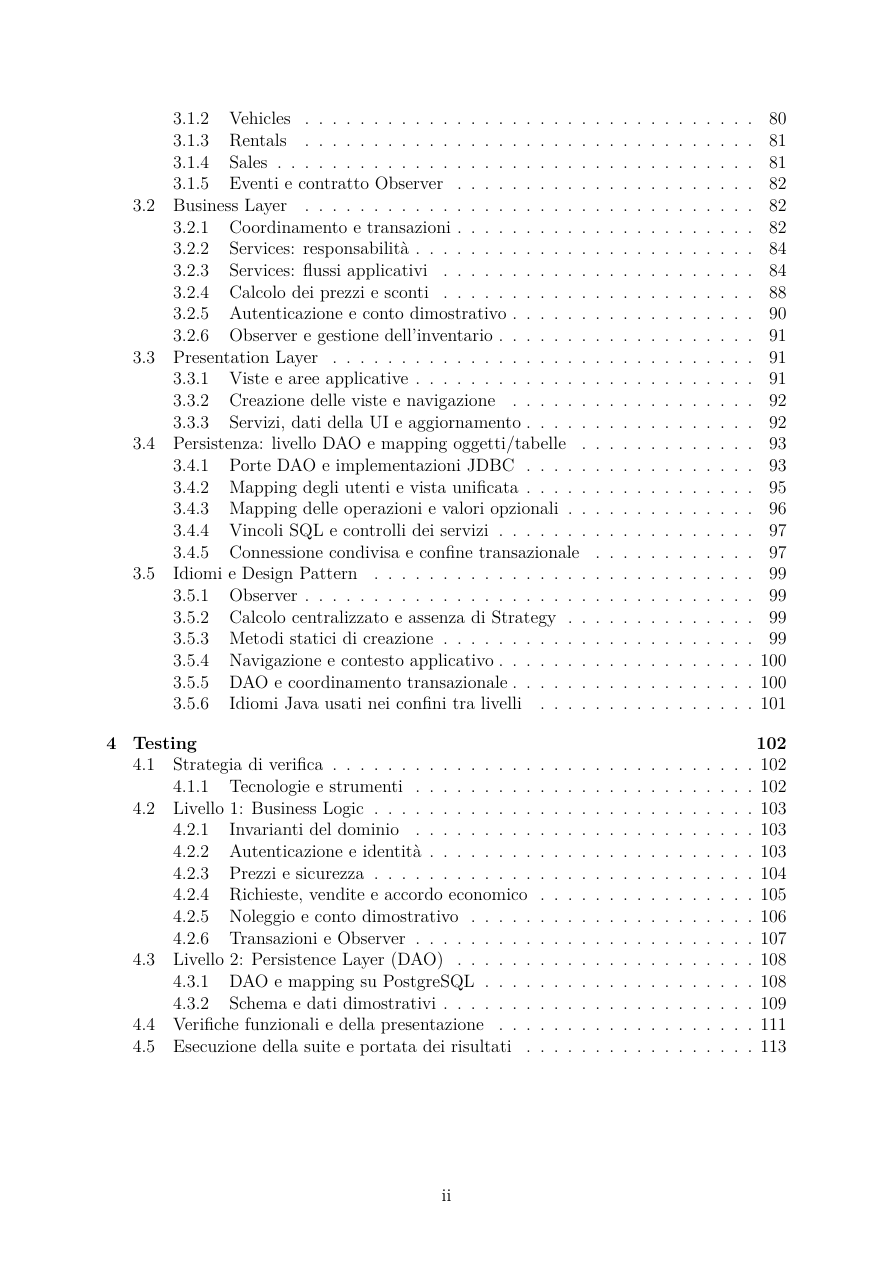 3.1.2 Vehicles . . . . . . . . . . . . . . . . . . . . . . . . . . . . . . . . . 80
3.1.3 Rentals . . . . . . . . . . . . . . . . . . . . . . . . . . . . . . . . . 81
3.1.4 Sales . . . . . . . . . . . . . . . . . . . . . . . . . . . . . . . . . . . 81
3.1.5 Eventi e contratto Observer . . . . . . . . . . . . . . . . . . . . . . 82
3.2 Business Layer . . . . . . . . . . . . . . . . . . . . . . . . . . . . . . . . . 82
3.2.1 Coordinamento e transazioni . . . . . . . . . . . . . . . . . . . . . . 82
3.2.2 Services: responsabilità . . . . . . . . . . . . . . . . . . . . . . . . . 84
3.2.3 Services: flussi applicativi . . . . . . . . . . . . . . . . . . . . . . . 84
3.2.4 Calcolo dei prezzi e sconti . . . . . . . . . . . . . . . . . . . . . . . 88
3.2.5 Autenticazione e conto dimostrativo . . . . . . . . . . . . . . . . . . 90
3.2.6 Observer e gestione dell'inventario . . . . . . . . . . . . . . . . . . . 91
3.3 Presentation Layer . . . . . . . . . . . . . . . . . . . . . . . . . . . . . . . 91
3.3.1 Viste e aree applicative . . . . . . . . . . . . . . . . . . . . . . . . . 91
3.3.2 Creazione delle viste e navigazione . . . . . . . . . . . . . . . . . . 92
3.3.3 Servizi, dati della UI e aggiornamento . . . . . . . . . . . . . . . . . 92
3.4 Persistenza: livello DAO e mapping oggetti/tabelle . . . . . . . . . . . . . 93
3.4.1 Porte DAO e implementazioni JDBC . . . . . . . . . . . . . . . . . 93
3.4.2 Mapping degli utenti e vista unificata . . . . . . . . . . . . . . . . . 95
3.4.3 Mapping delle operazioni e valori opzionali . . . . . . . . . . . . . . 96
3.4.4 Vincoli SQL e controlli dei servizi . . . . . . . . . . . . . . . . . . . 97
3.4.5 Connessione condivisa e confine transazionale . . . . . . . . . . . . 97
3.5 Idiomi e Design Pattern . . . . . . . . . . . . . . . . . . . . . . . . . . . . 99
3.5.1 Observer . . . . . . . . . . . . . . . . . . . . . . . . . . . . . . . . . 99
3.5.2 Calcolo centralizzato e assenza di Strategy . . . . . . . . . . . . . . 99
3.5.3 Metodi statici di creazione . . . . . . . . . . . . . . . . . . . . . . . 99
3.5.4 Navigazione e contesto applicativo . . . . . . . . . . . . . . . . . . . 100
3.5.5 DAO e coordinamento transazionale . . . . . . . . . . . . . . . . . . 100
3.5.6 Idiomi Java usati nei confini tra livelli . . . . . . . . . . . . . . . . 101
4 Testing 102
4.1 Strategia di verifica . . . . . . . . . . . . . . . . . . . . . . . . . . . . . . . 102
4.1.1 Tecnologie e strumenti . . . . . . . . . . . . . . . . . . . . . . . . . 102
4.2 Livello 1: Business Logic . . . . . . . . . . . . . . . . . . . . . . . . . . . . 103
4.2.1 Invarianti del dominio . . . . . . . . . . . . . . . . . . . . . . . . . 103
4.2.2 Autenticazione e identità . . . . . . . . . . . . . . . . . . . . . . . . 103
4.2.3 Prezzi e sicurezza . . . . . . . . . . . . . . . . . . . . . . . . . . . . 104
4.2.4 Richieste, vendite e accordo economico . . . . . . . . . . . . . . . . 105
4.2.5 Noleggio e conto dimostrativo . . . . . . . . . . . . . . . . . . . . . 106
4.2.6 Transazioni e Observer . . . . . . . . . . . . . . . . . . . . . . . . . 107
4.3 Livello 2: Persistence Layer (DAO) . . . . . . . . . . . . . . . . . . . . . . 108
4.3.1 DAO e mapping su PostgreSQL . . . . . . . . . . . . . . . . . . . . 108
4.3.2 Schema e dati dimostrativi . . . . . . . . . . . . . . . . . . . . . . . 109
4.4 Verifiche funzionali e della presentazione . . . . . . . . . . . . . . . . . . . 111
4.5 Esecuzione della suite e portata dei risultati . . . . . . . . . . . . . . . . . 113
ii